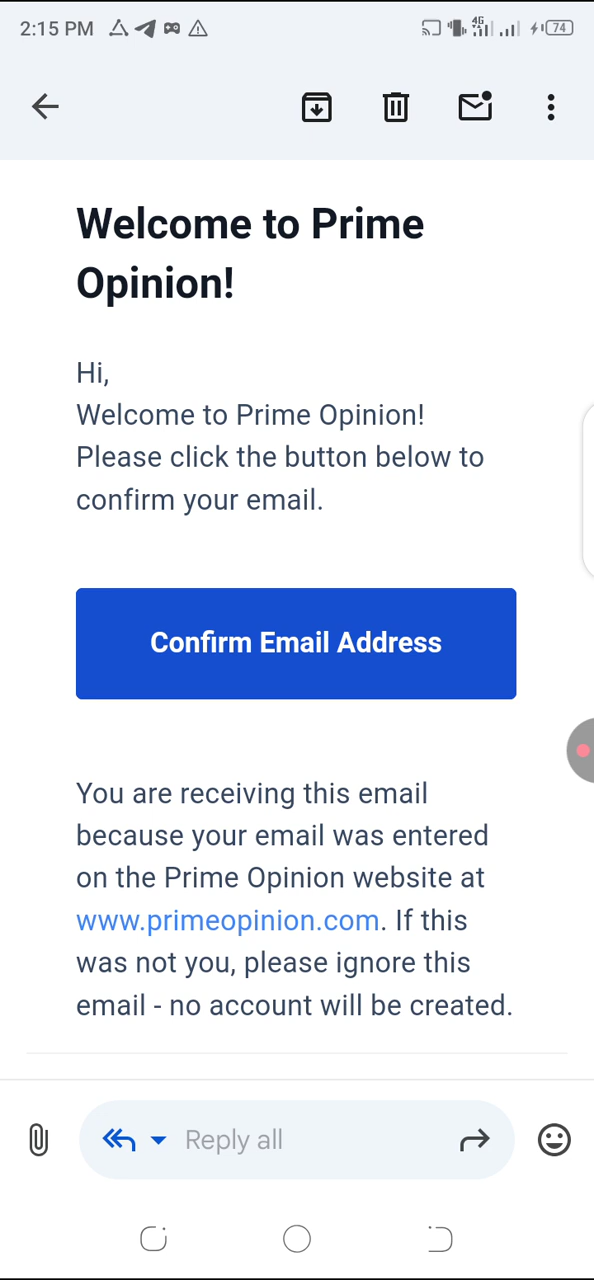 2:15 PM
4G
74
Welcome to Prime
Opinion!
Hi,
Welcome to Prime Opinion!
Please click the button below to
confirm your email.
Confirm Email Address
You are receiving this email
because your email was entered
on the Prime Opinion website at
www.primeopinion.com. If this
was not you, please ignore this
email - no account will be created.
Reply all